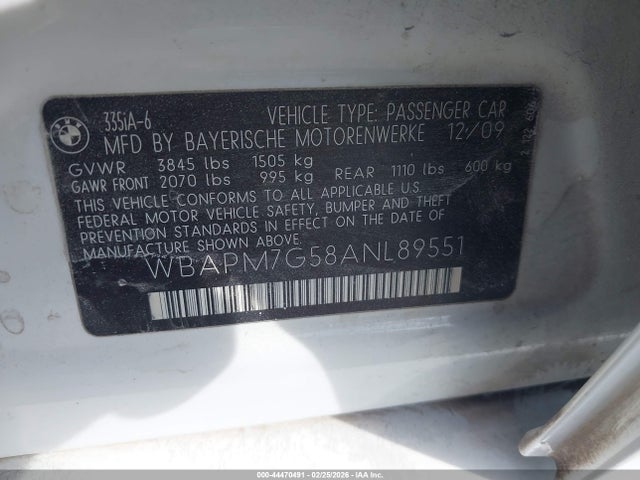 BMW
335iA-6
VEHICLE TYPE: PASSENGER CAR
MFD BY BAYERISCHE MOTORENWERKE 12/09
GVWR 3845 lbs 1505 kg
GAWR FRONT 2070 lbs 995 kg REAR 1110 lbs 600 kg
THIS VEHICLE CONFORMS TO ALL APPLICABLE U.S
FEDERAL MOTOR VEHICLE SAFETY, BUMPER AND THEFT
PREVENTION STANDARDS IN EFFECT ON THE DATE OF
MANUFACTURE SHOWN ABOVE.
WBAPM7G58ANL89551
000-44470491 - 02/25/2026 - IAAI.COM